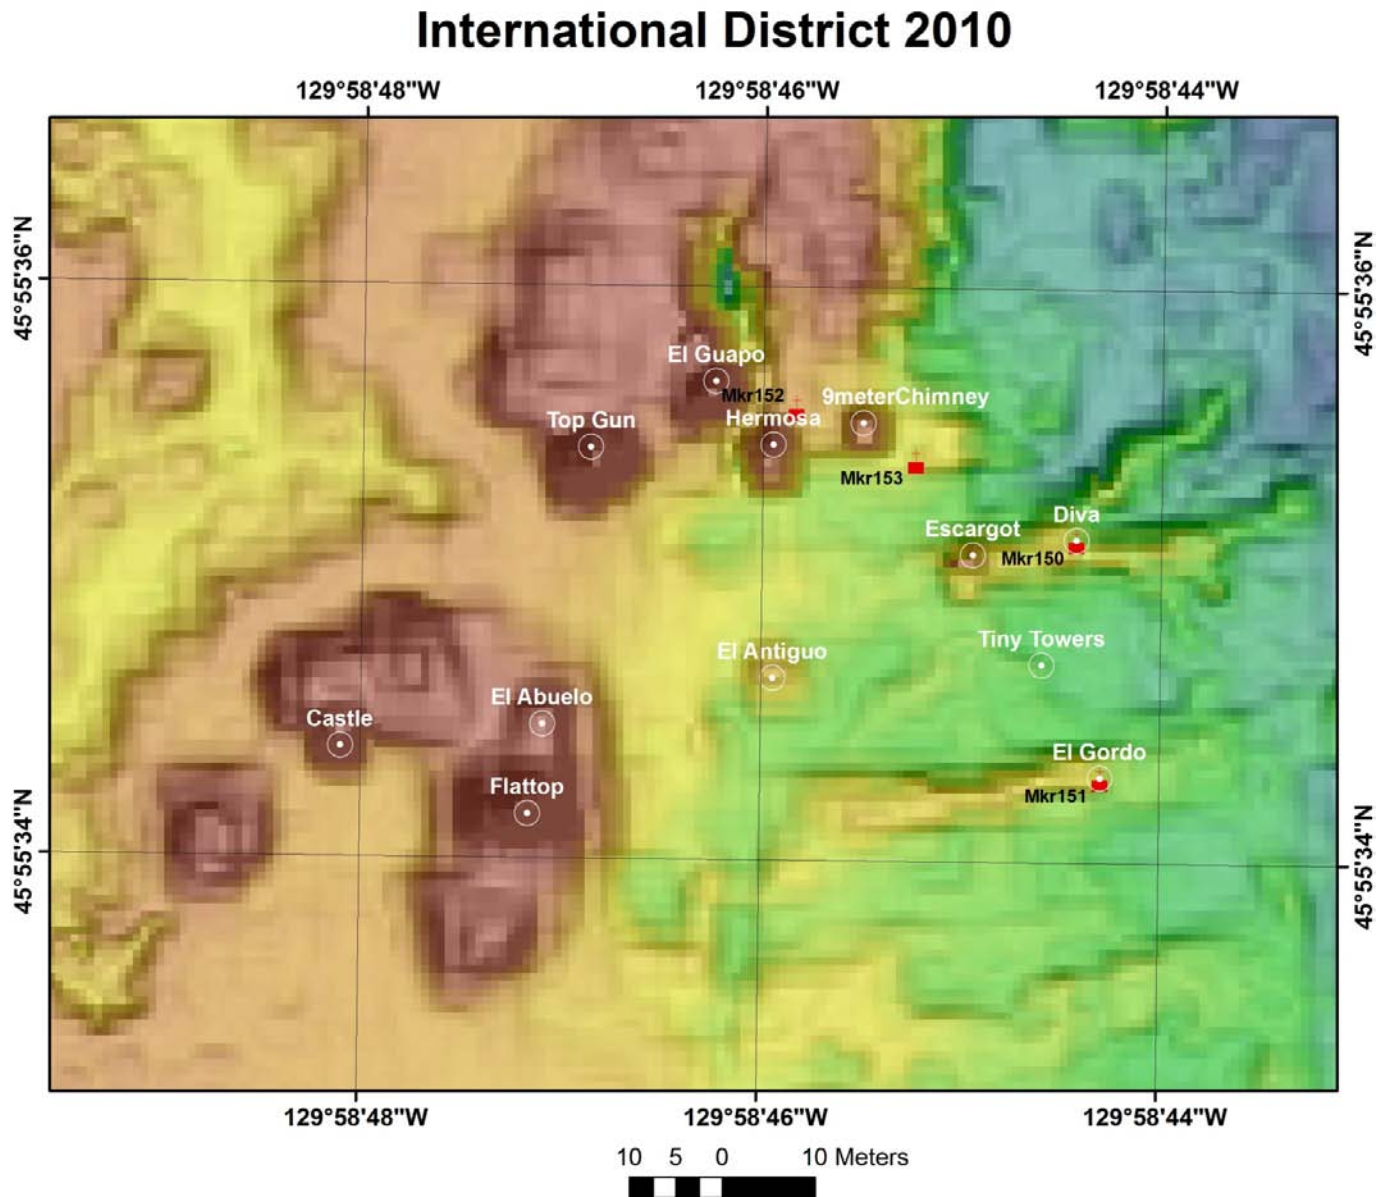 International District 2010
129°58'48"W 129°58'46"W 129°58'44"W
45°55'36"N
45°55'36"N
El Guapo
Mkr152
9meterChimney
Top Gun
Hermosa
Mkr153
Diva
Escargot
Mkr150
Tiny Towers
El Antiguo
El Abuelo
Castle
El Gordo
Flattop
Mkr151
45°55'34"N
45°55'34"N
129°58'48"W 129°58'46"W 129°58'44"W
10 5 0 10 Meters